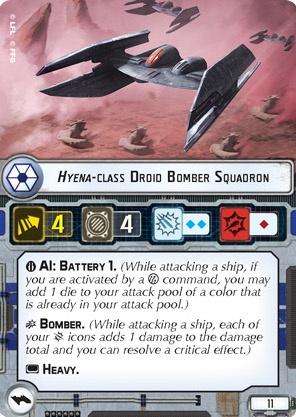 © LFL © FFG
Hyena-class Droid Bomber Squadron
4
4
AI: Battery 1. (While attacking a ship, if
you are activated by a command, you may
add 1 die to your attack pool of a color that
is already in your attack pool.)
Bomber. (While attacking a ship, each of
your icons adds 1 damage to the damage
total and you can resolve a critical effect.)
Heavy.
11